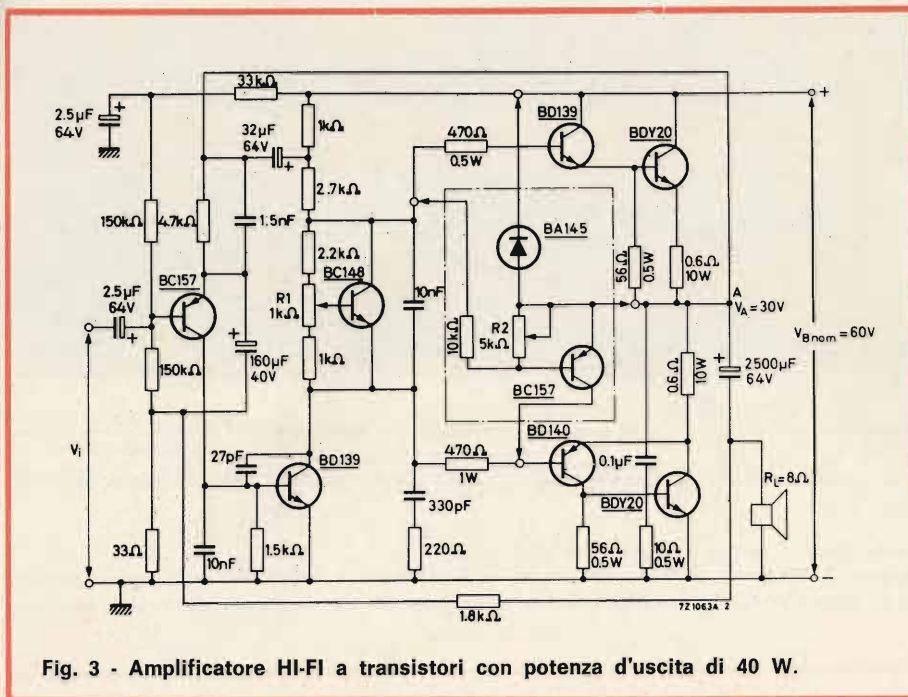 33kΩ
2.5µF
64V
32µF
64V
1kΩ
2.7kΩ
470Ω
0.5W
BD139
BDY20
150kΩ
4.7kΩ
1.5nF
2.2kΩ
BC148
R1
1kΩ
1kΩ
10nF
BA145
56Ω
0.5W
0.6Ω
10W
A
VA=30V
VBnom=60V
2.5µF
64V
BC157
150kΩ
160µF
40V
10kΩ
R2
5kΩ
BC157
0.6Ω
10W
2500µF
64V
Vi
27pF
BD139
470Ω
1W
BD140
0.1µF
BDY20
RL=8Ω
330pF
33Ω
10nF
1.5kΩ
220Ω
56Ω
0.5W
10Ω
0.5W
1.8kΩ
7Z1063A 2
+
−
Fig. 3 - Amplificatore HI-FI a transistori con potenza d'uscita di 40 W.